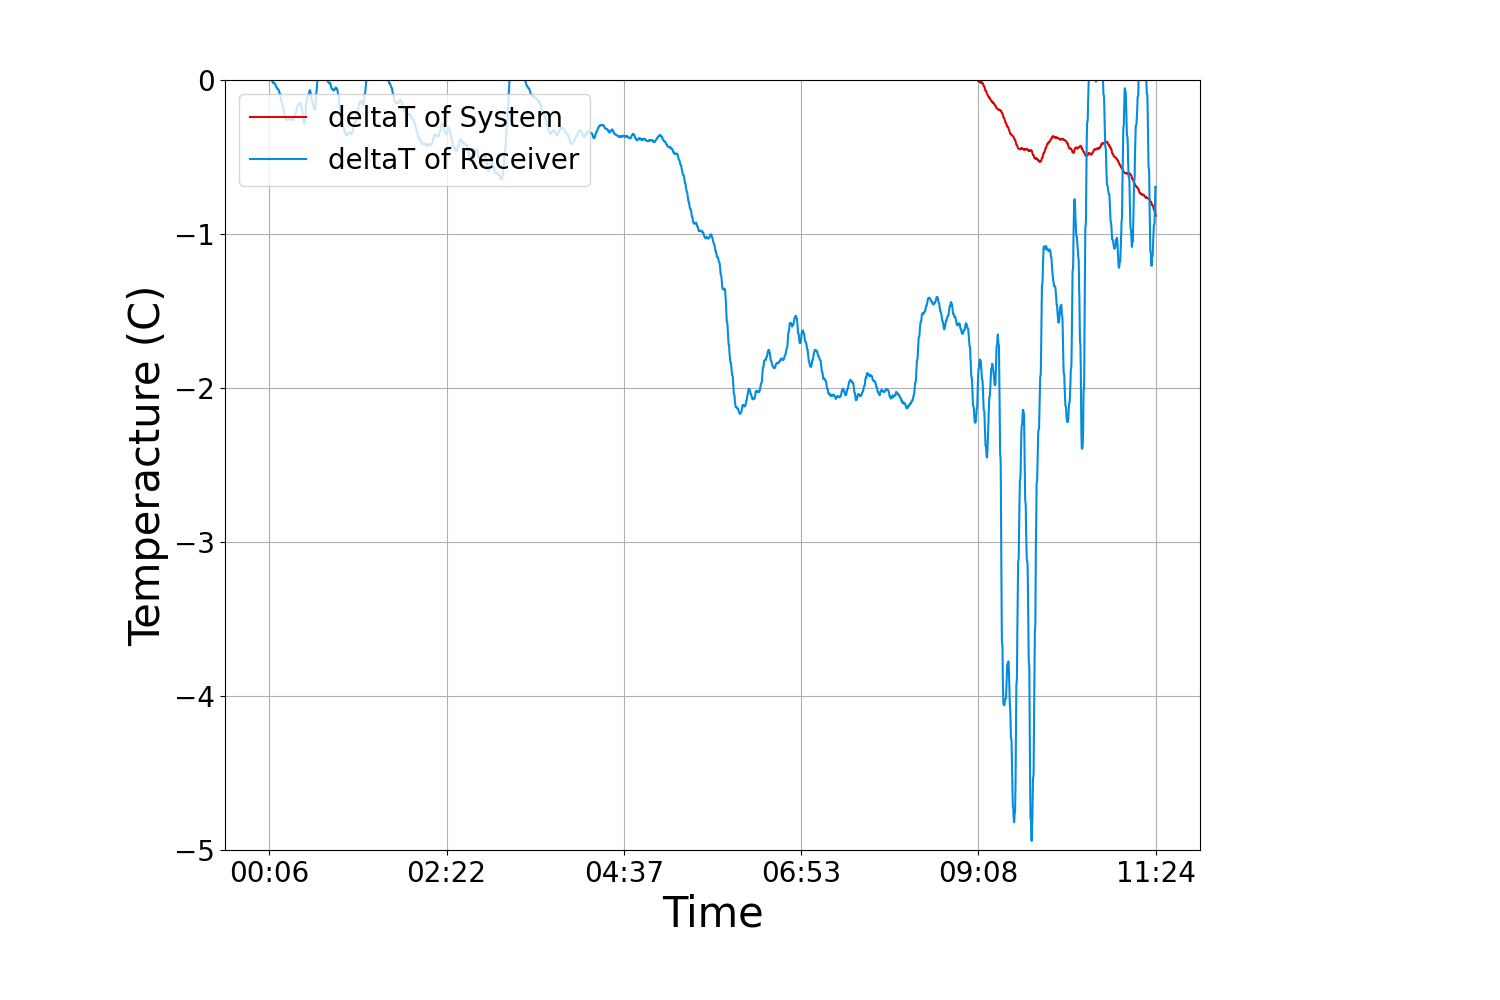 deltaT of System
deltaT of Receiver
Temperacture (C)
0
−1
−2
−3
−4
−5
00:06 02:22 04:37 06:53 09:08 11:24
Time